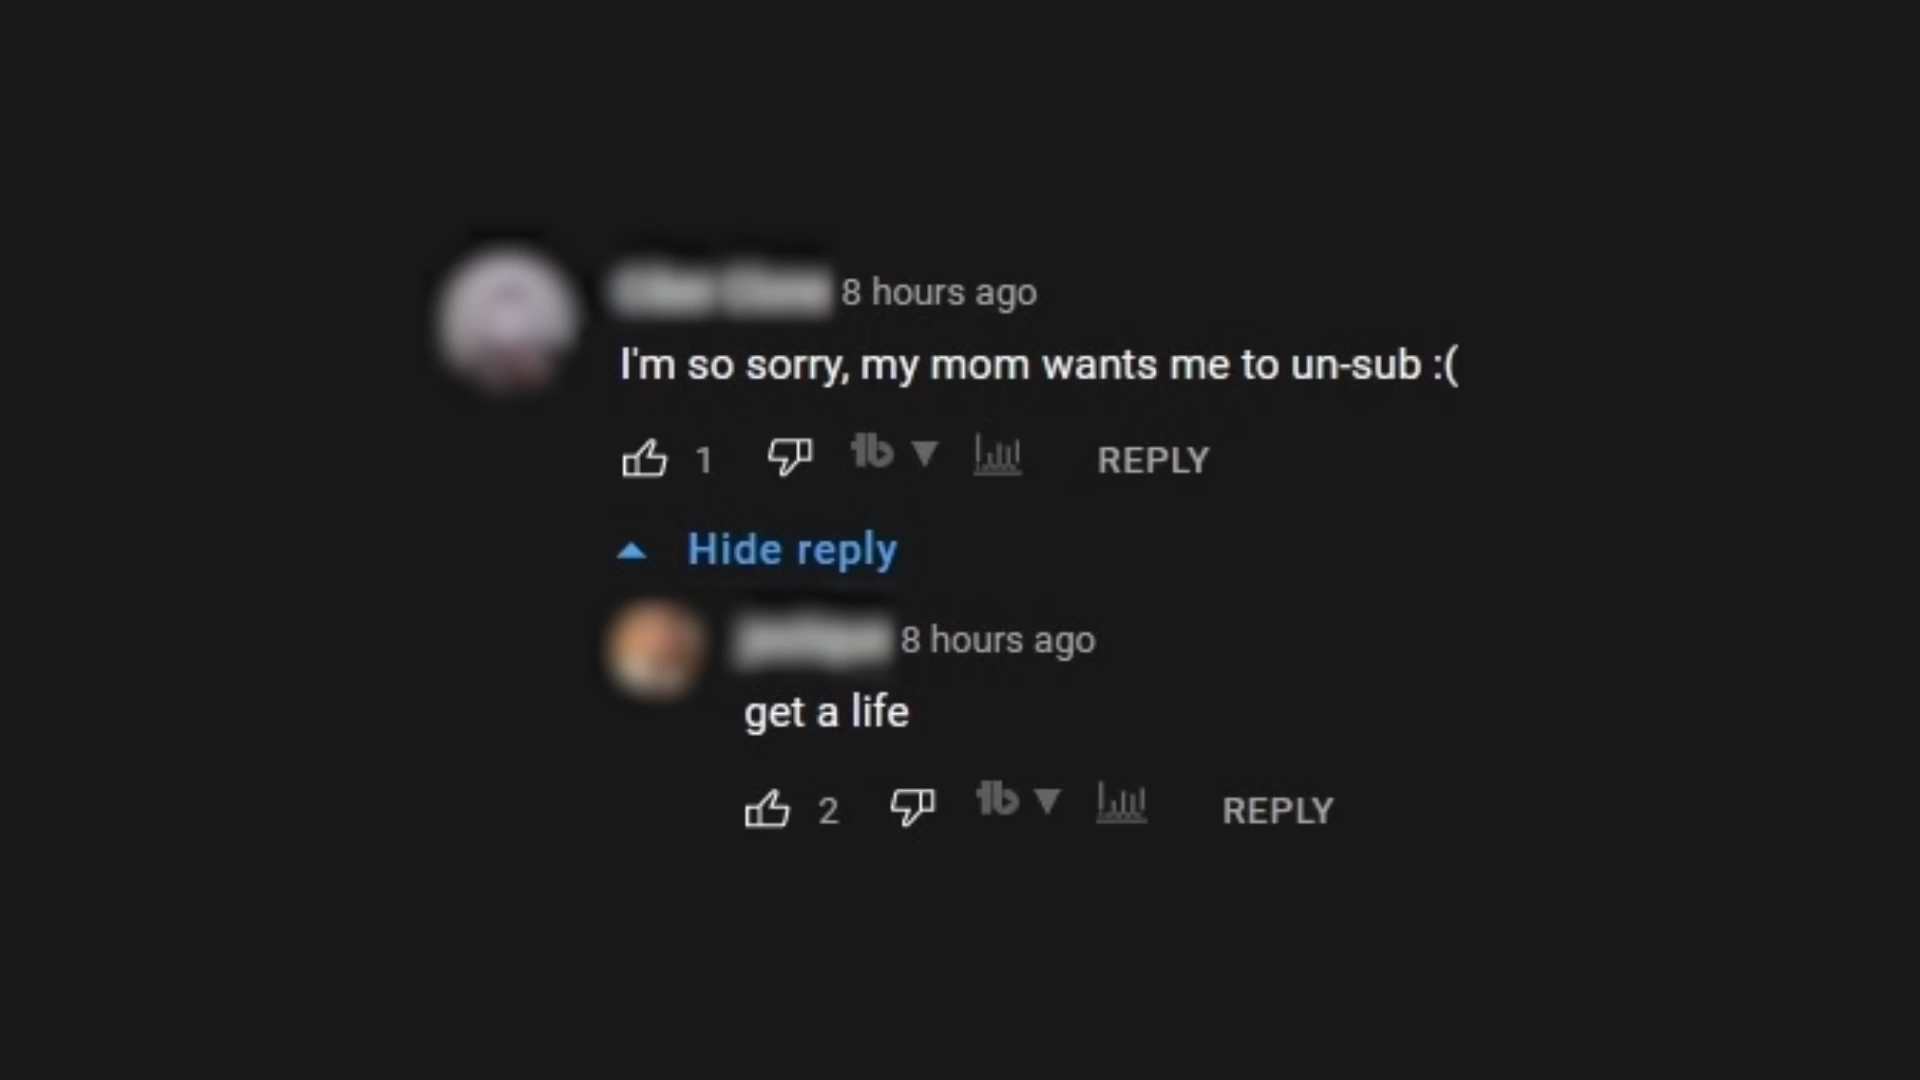 8 hours ago
I'm so sorry, my mom wants me to un-sub :(
1 REPLY
Hide reply
8 hours ago
get a life
2 REPLY